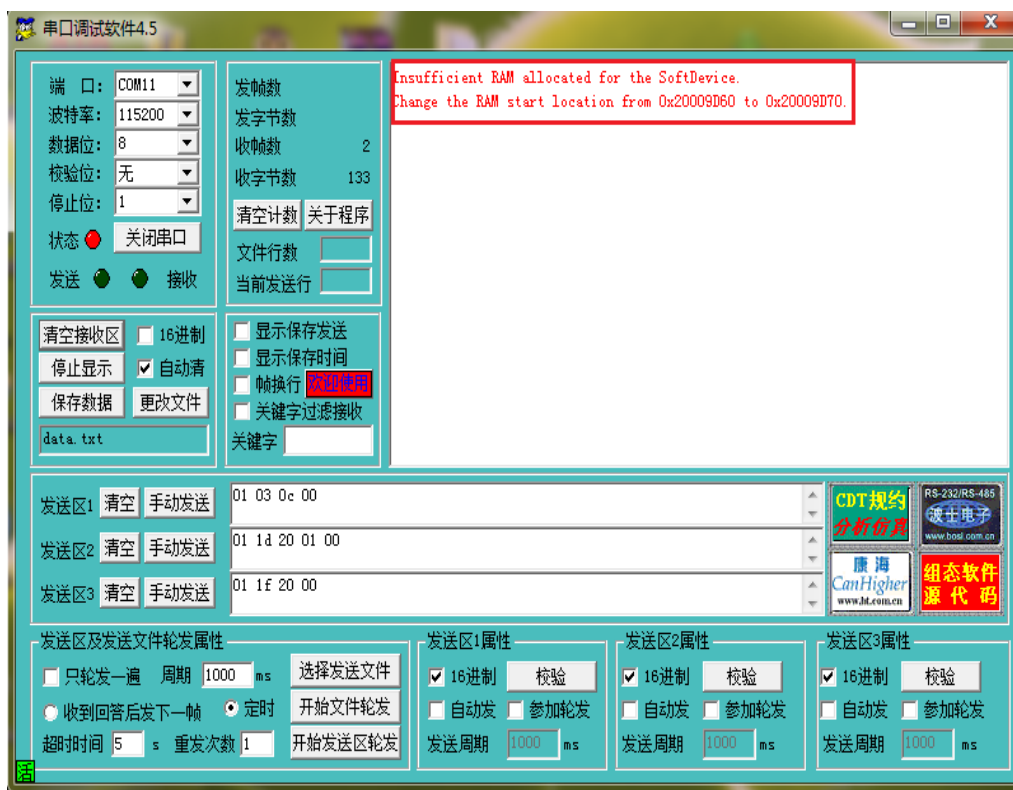 串口调试软件4.5
端 口: COM11
波特率: 115200
数据位: 8
校验位: 无
停止位: 1
状态 关闭串口
发送 接收
发帧数
发字节数
收帧数 2
收字节数 133
清空计数 关于程序
文件行数
当前发送行
Insufficient RAM allocated for the SoftDevice.
Change the RAM start location from 0x20009D60 to 0x20009D70.
清空接收区 16进制
停止显示 自动清
保存数据 更改文件
data.txt
显示保存发送
显示保存时间
帧换行 欢迎使用
关键字过滤接收
关键字
发送区1 清空 手动发送 01 03 0c 00
发送区2 清空 手动发送 01 1d 20 01 00
发送区3 清空 手动发送 01 1f 20 00
CDT规约
分析仿真
RS-232/RS-485
波士电子
www.bosi.com.cn
康海
CanHigher
www.ht.com.cn
组态软件
源代码
发送区及发送文件轮发属性
只轮发一遍 周期 1000 ms 选择发送文件
收到回答后发下一帧 定时 开始文件轮发
超时时间 5 s 重发次数 1 开始发送区轮发
发送区1属性
16进制 校验
自动发 参加轮发
发送周期 1000 ms
发送区2属性
16进制 校验
自动发 参加轮发
发送周期 1000 ms
发送区3属性
16进制 校验
自动发 参加轮发
发送周期 1000 ms
活